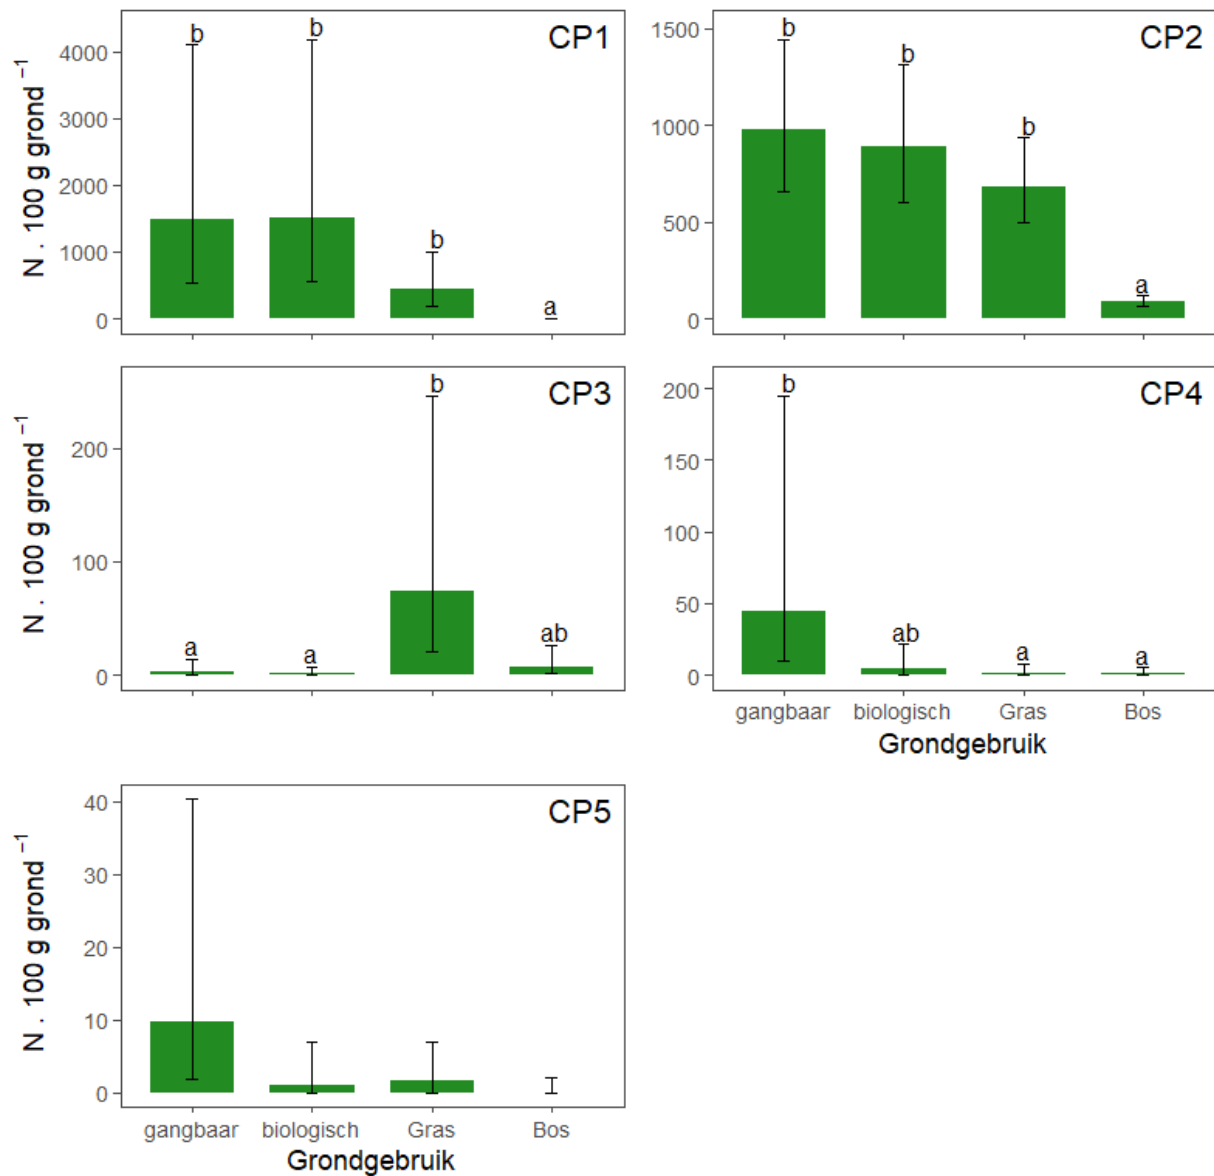 b b CP1
b
a
4000
3000
2000
1000
0
N . 100 g grond ⁻¹
b b b CP2
a
1500
1000
500
0
b CP3
a a ab
200
100
0
N . 100 g grond ⁻¹
b CP4
ab a a
200
150
100
50
0
gangbaar biologisch Gras Bos
Grondgebruik
CP5
40
30
20
10
0
N . 100 g grond ⁻¹
gangbaar biologisch Gras Bos
Grondgebruik